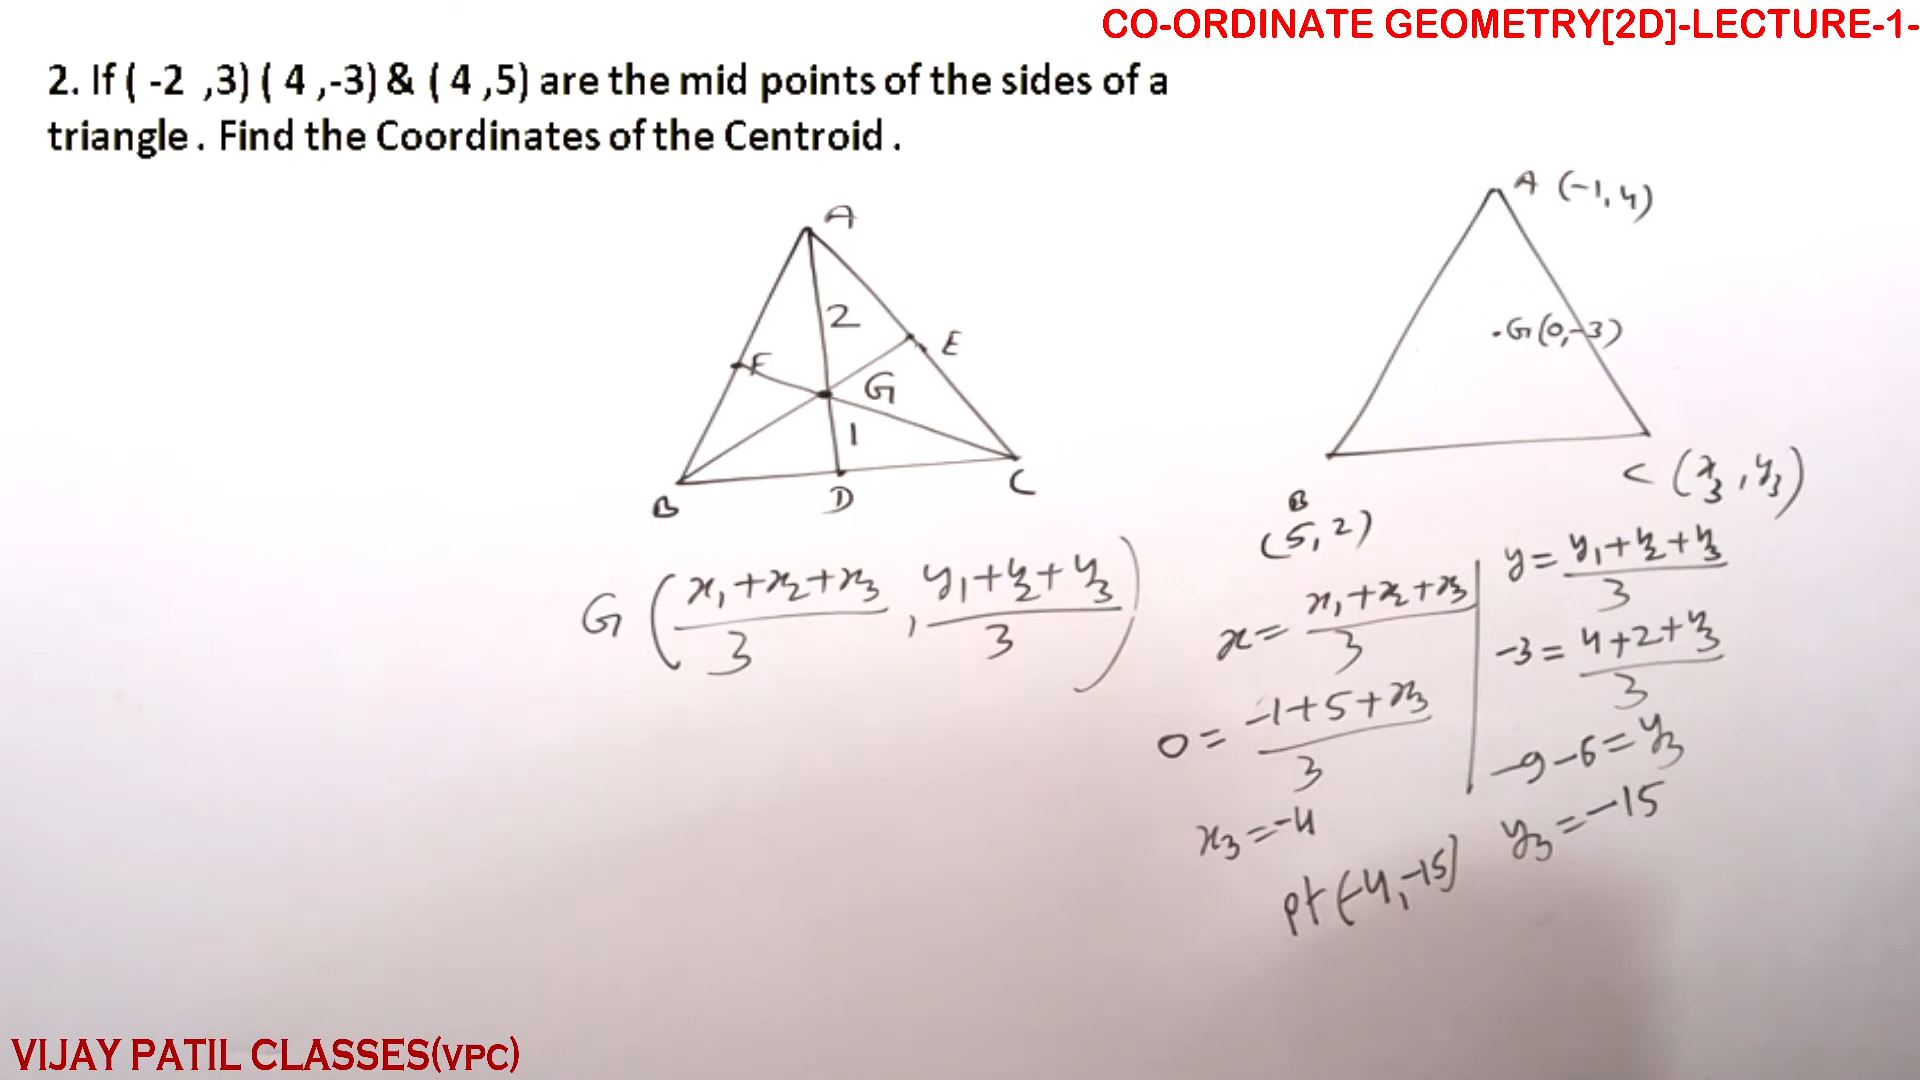 CO-ORDINATE GEOMETRY[2D]-LECTURE-1-
2. If ( -2 ,3) ( 4 ,-3) & ( 4 ,5) are the mid points of the sides of a
triangle . Find the Coordinates of the Centroid .
A
2
F
E
G
1
B
D
C
G ( x₁+x₂+x₃ / 3 , y₁+y₂+y₃ / 3 )
A (-1,4)
.G(0,-3)
B
(5,2)
C (x₃ , y₃)
x = x₁+x₂+x₃ / 3
0 = -1+5+x₃ / 3
x₃ = -4
y = y₁+y₂+y₃ / 3
-3 = 4+2+y₃ / 3
-9-6=y₃
y₃ = -15
pt (-4,-15)
VIJAY PATIL CLASSES(VPC)